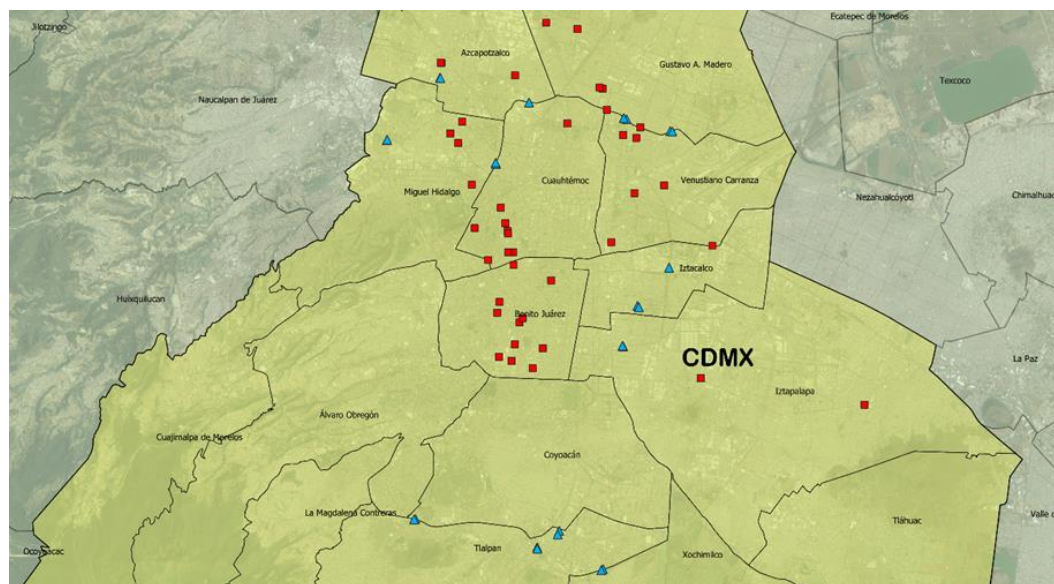 Jilotzingo
Ecatepec de Morelos
Azcapotzalco
Gustavo A. Madero
Texcoco
Naucalpan de Juárez
Cuauhtémoc
Venustiano Carranza
Miguel Hidalgo
Nezahualcóyotl
Chimalhua
Iztacalco
Huixquilucan
Benito Juárez
CDMX
La Paz
Iztapalapa
Álvaro Obregón
Cuajimalpa de Morelos
Coyoacán
La Magdalena Contreras
Valle d
Tláhuac
Ocoyoacac
Tlalpan
Xochimilco